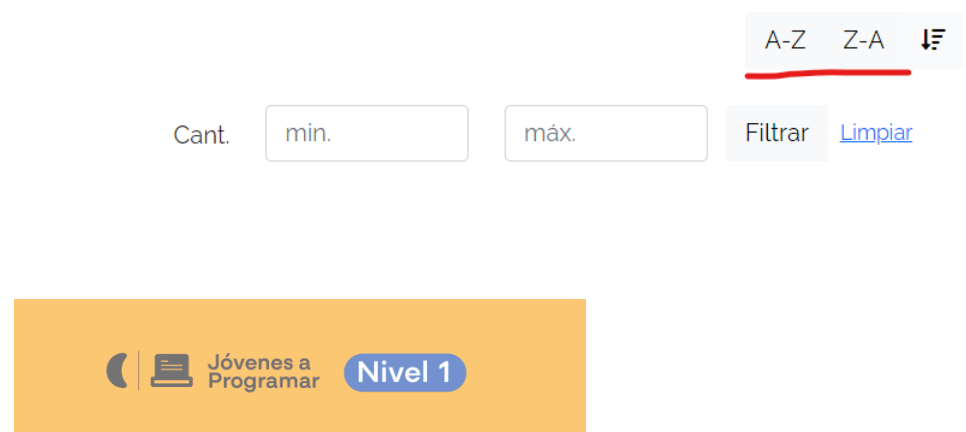 A-Z Z-A
Cant. min. máx. Filtrar Limpiar
Jóvenes a
Programar
Nivel 1